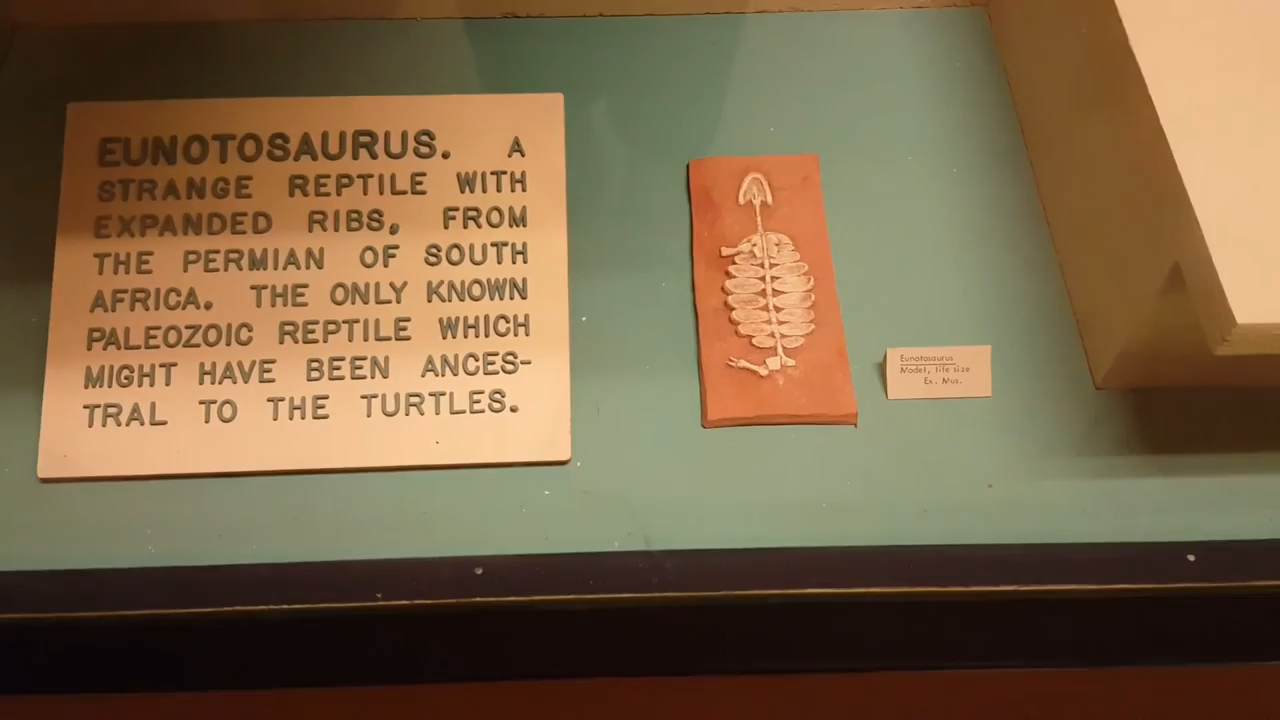 EUNOTOSAURUS. A
STRANGE REPTILE WITH
EXPANDED RIBS, FROM
THE PERMIAN OF SOUTH
AFRICA. THE ONLY KNOWN
PALEOZOIC REPTILE WHICH
MIGHT HAVE BEEN ANCES-
TRAL TO THE TURTLES.
Eunotosaurus
Model, life size
Ex. Mus.